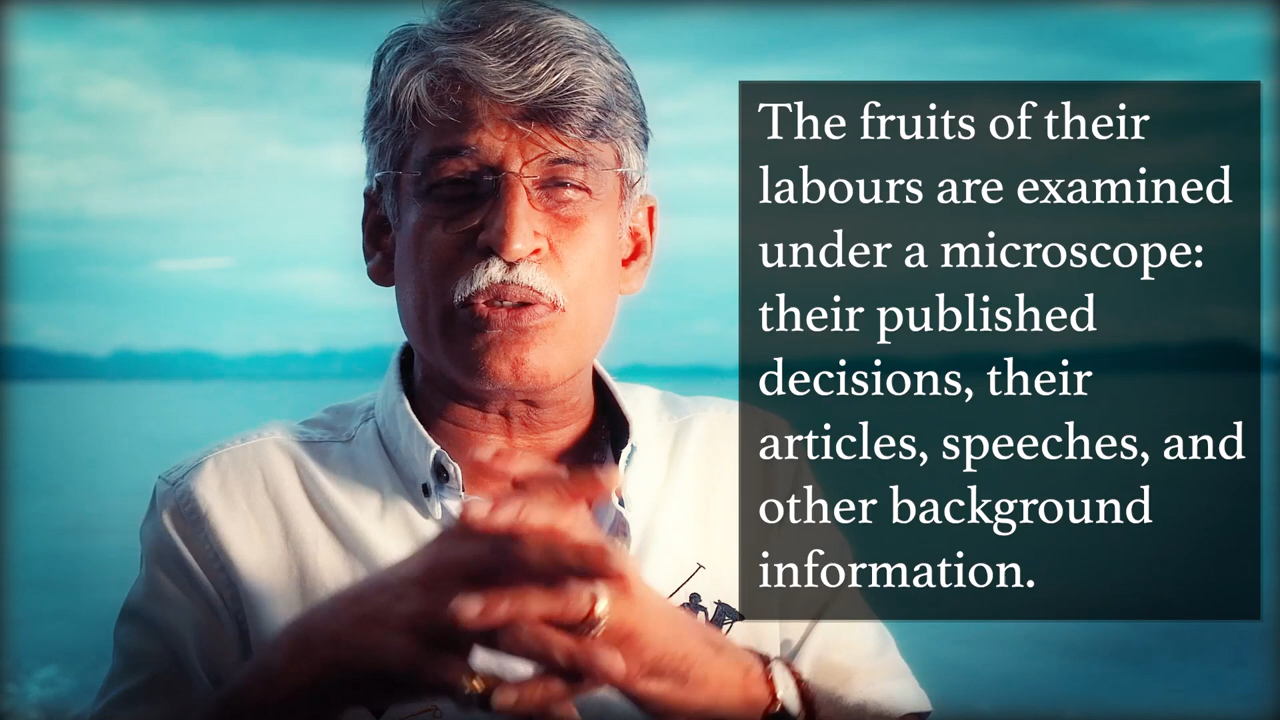 The fruits of their
labours are examined
under a microscope:
their published
decisions, their
articles, speeches, and
other background
information.